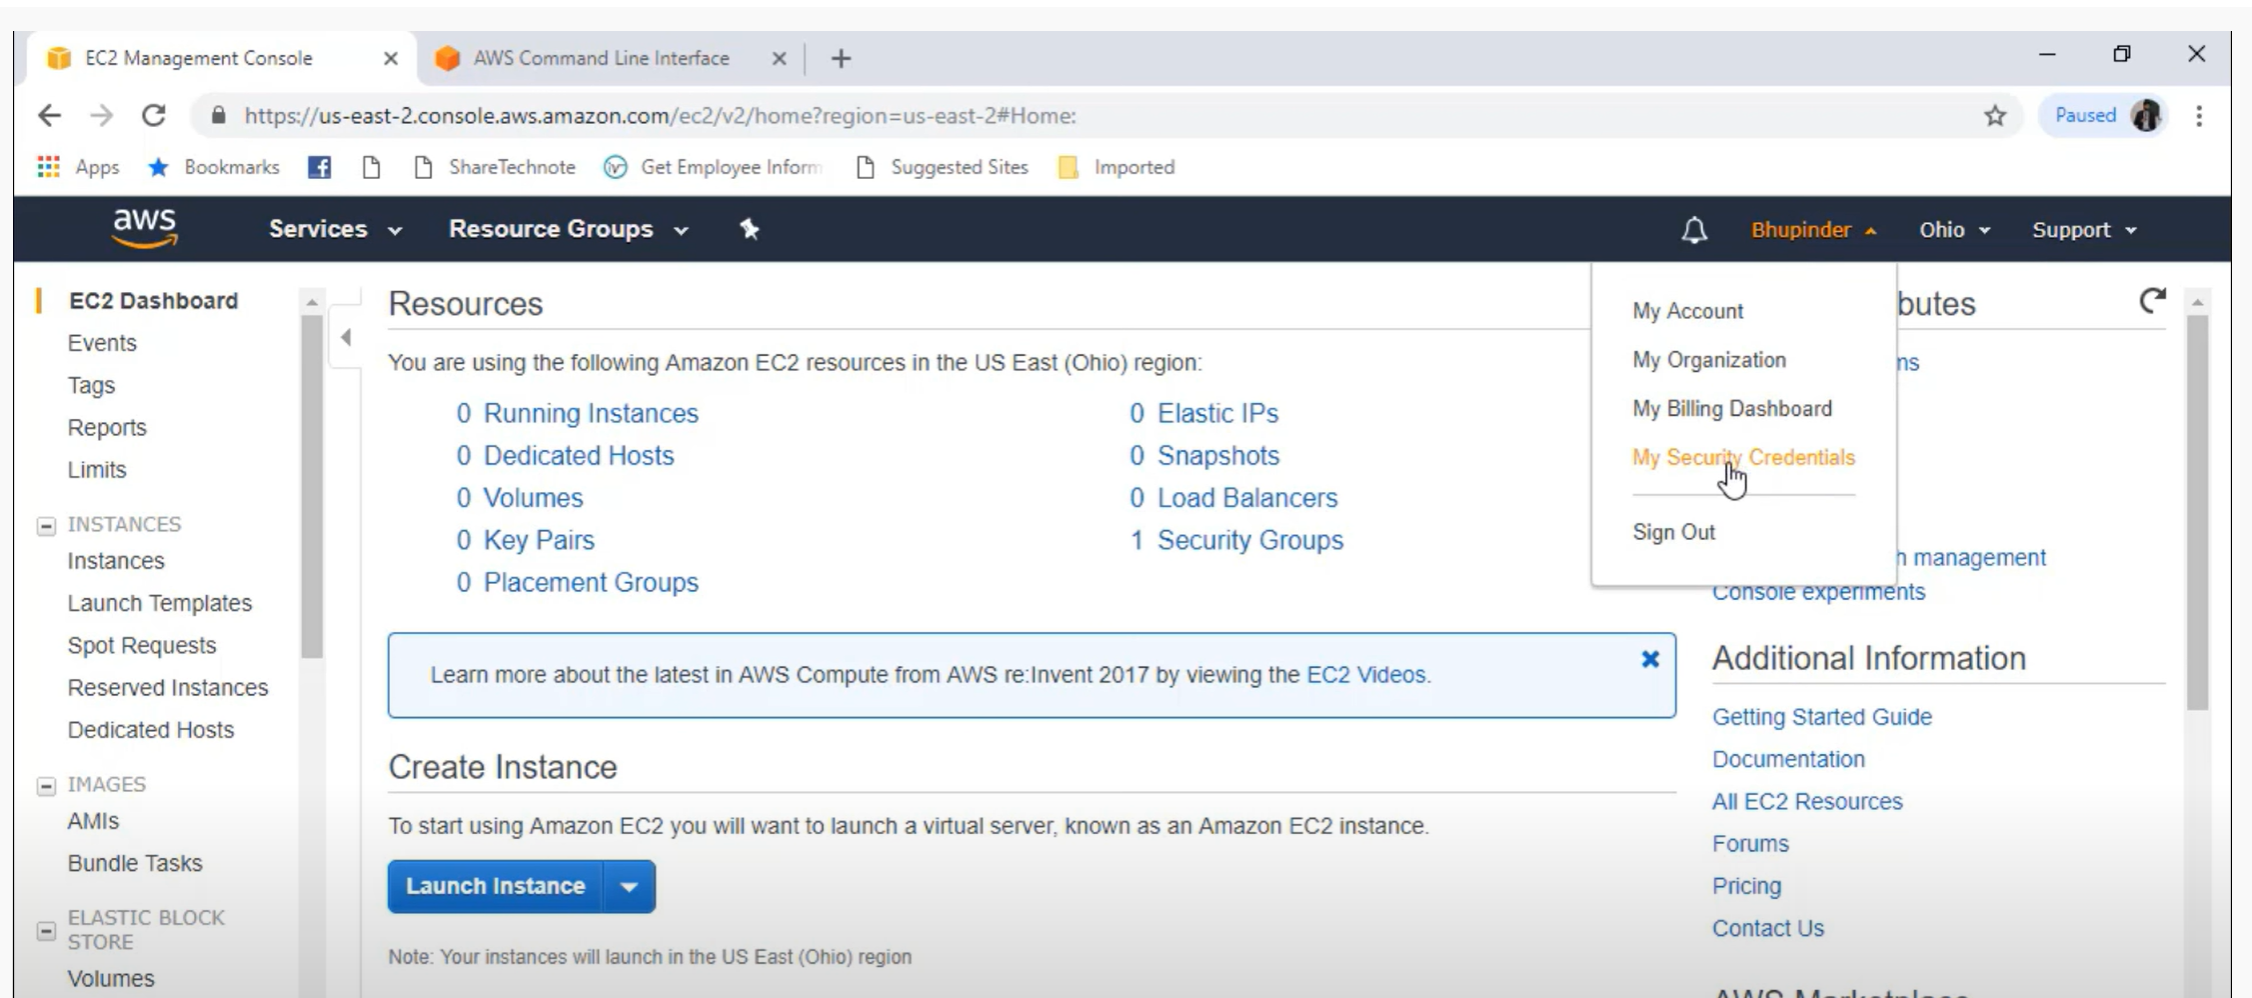 EC2 Management Console
AWS Command Line Interface
https://us-east-2.console.aws.amazon.com/ec2/v2/home?region=us-east-2#Home:
Paused
Apps
Bookmarks
ShareTechnote
Get Employee Inform
Suggested Sites
Imported
aws
Services
Resource Groups
Bhupinder
Ohio
Support
EC2 Dashboard
Events
Tags
Reports
Limits
INSTANCES
Instances
Launch Templates
Spot Requests
Reserved Instances
Dedicated Hosts
IMAGES
AMIs
Bundle Tasks
ELASTIC BLOCK
STORE
Volumes
Resources
You are using the following Amazon EC2 resources in the US East (Ohio) region:
0 Running Instances
0 Dedicated Hosts
0 Volumes
0 Key Pairs
0 Placement Groups
0 Elastic IPs
0 Snapshots
0 Load Balancers
1 Security Groups
Learn more about the latest in AWS Compute from AWS re:Invent 2017 by viewing the EC2 Videos.
Create Instance
To start using Amazon EC2 you will want to launch a virtual server, known as an Amazon EC2 instance.
Launch Instance
Note: Your instances will launch in the US East (Ohio) region
My Account
My Organization
My Billing Dashboard
My Security Credentials
Sign Out
butes
ns
h management
Console experiments
Additional Information
Getting Started Guide
Documentation
All EC2 Resources
Forums
Pricing
Contact Us
AWS Marketplace